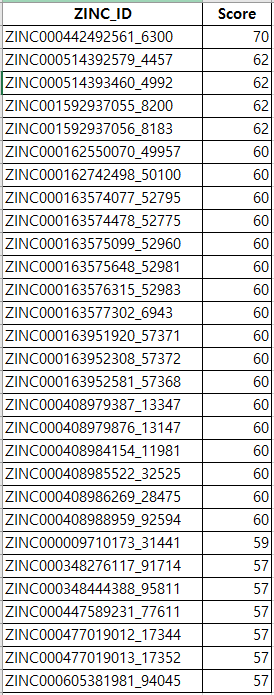 ZINC_ID Score
ZINC000442492561_6300 70
ZINC000514392579_4457 62
ZINC000514393460_4992 62
ZINC001592937055_8200 62
ZINC001592937056_8183 62
ZINC000162550070_49957 60
ZINC000162742498_50100 60
ZINC000163574077_52795 60
ZINC000163574478_52775 60
ZINC000163575099_52960 60
ZINC000163575648_52981 60
ZINC000163576315_52983 60
ZINC000163577302_6943 60
ZINC000163951920_57371 60
ZINC000163952308_57372 60
ZINC000163952581_57368 60
ZINC000408979387_13347 60
ZINC000408979876_13147 60
ZINC000408984154_11981 60
ZINC000408985522_32525 60
ZINC000408986269_28475 60
ZINC000408988959_92594 60
ZINC000009710173_31441 59
ZINC000348276117_91714 57
ZINC000348444388_95811 57
ZINC000447589231_77611 57
ZINC000477019012_17344 57
ZINC000477019013_17352 57
ZINC000605381981_94045 57